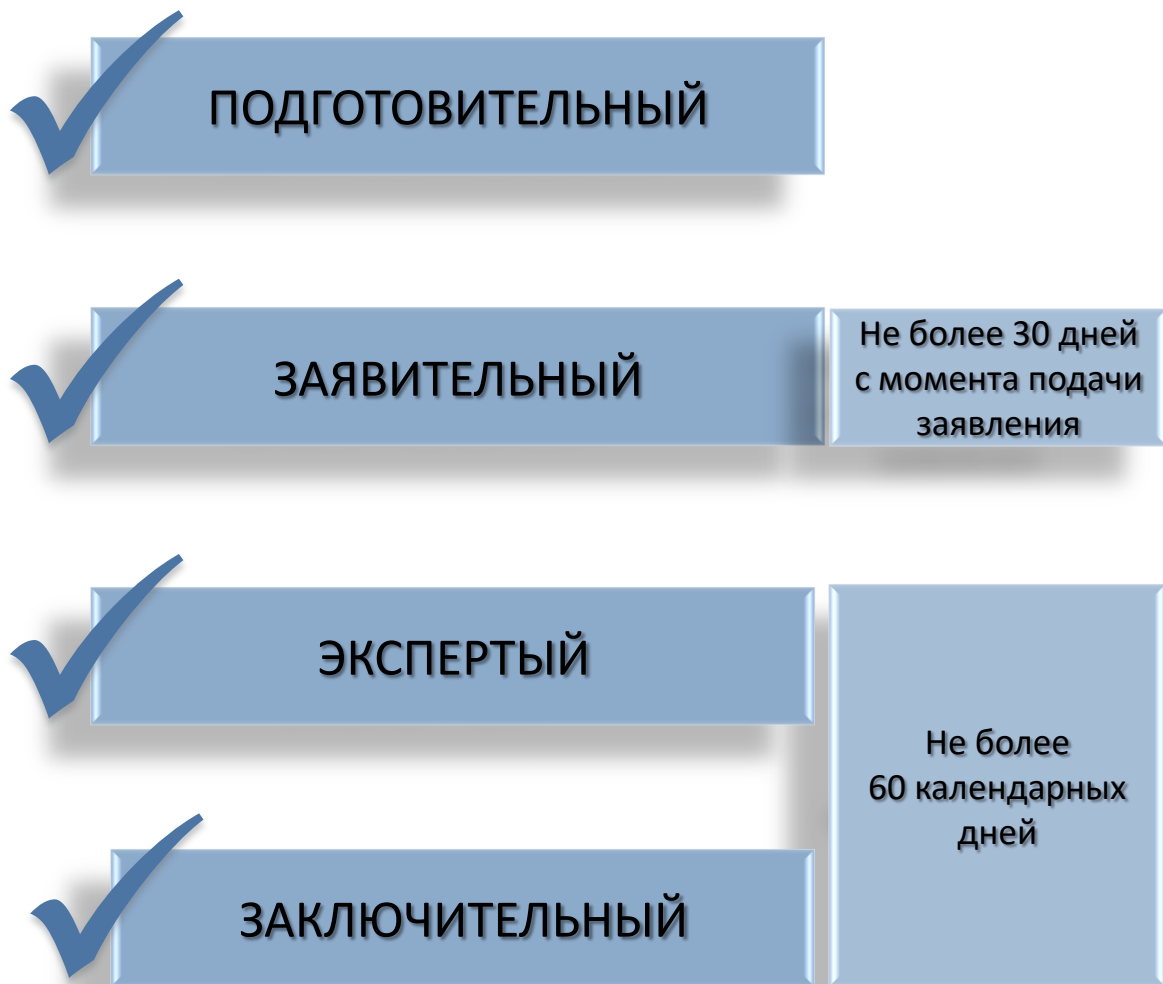 ПОДГОТОВИТЕЛЬНЫЙ
ЗАЯВИТЕЛЬНЫЙ
Не более 30 дней
с момента подачи
заявления
ЭКСПЕРТЫЙ
Не более
60 календарных
дней
ЗАКЛЮЧИТЕЛЬНЫЙ